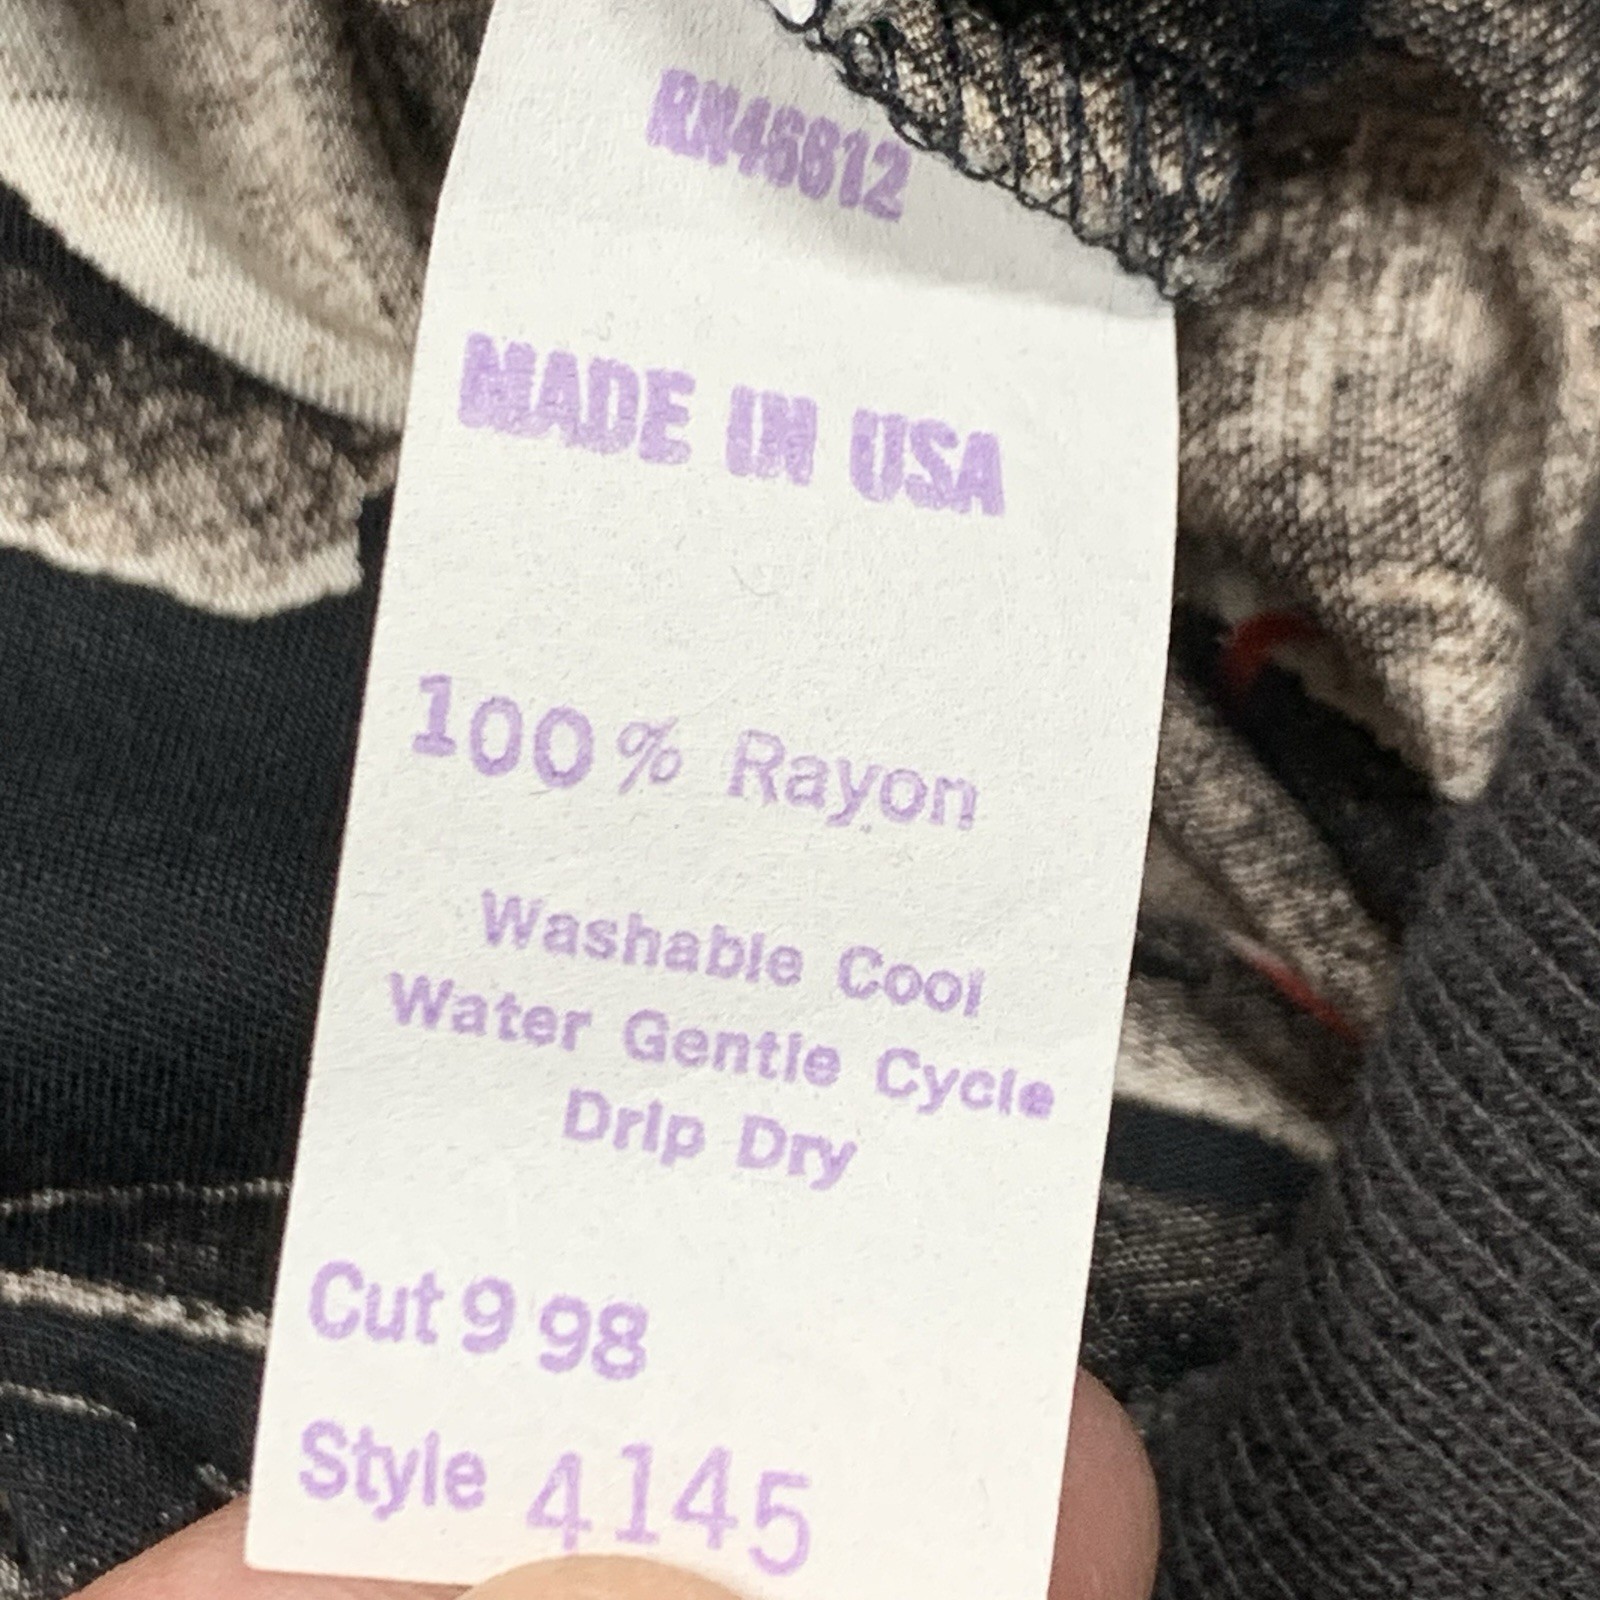 RN46812
MADE IN USA
100% Rayon
Washable Cool
Water Gentle Cycle
Drip Dry
Cut 9 98
Style 4145